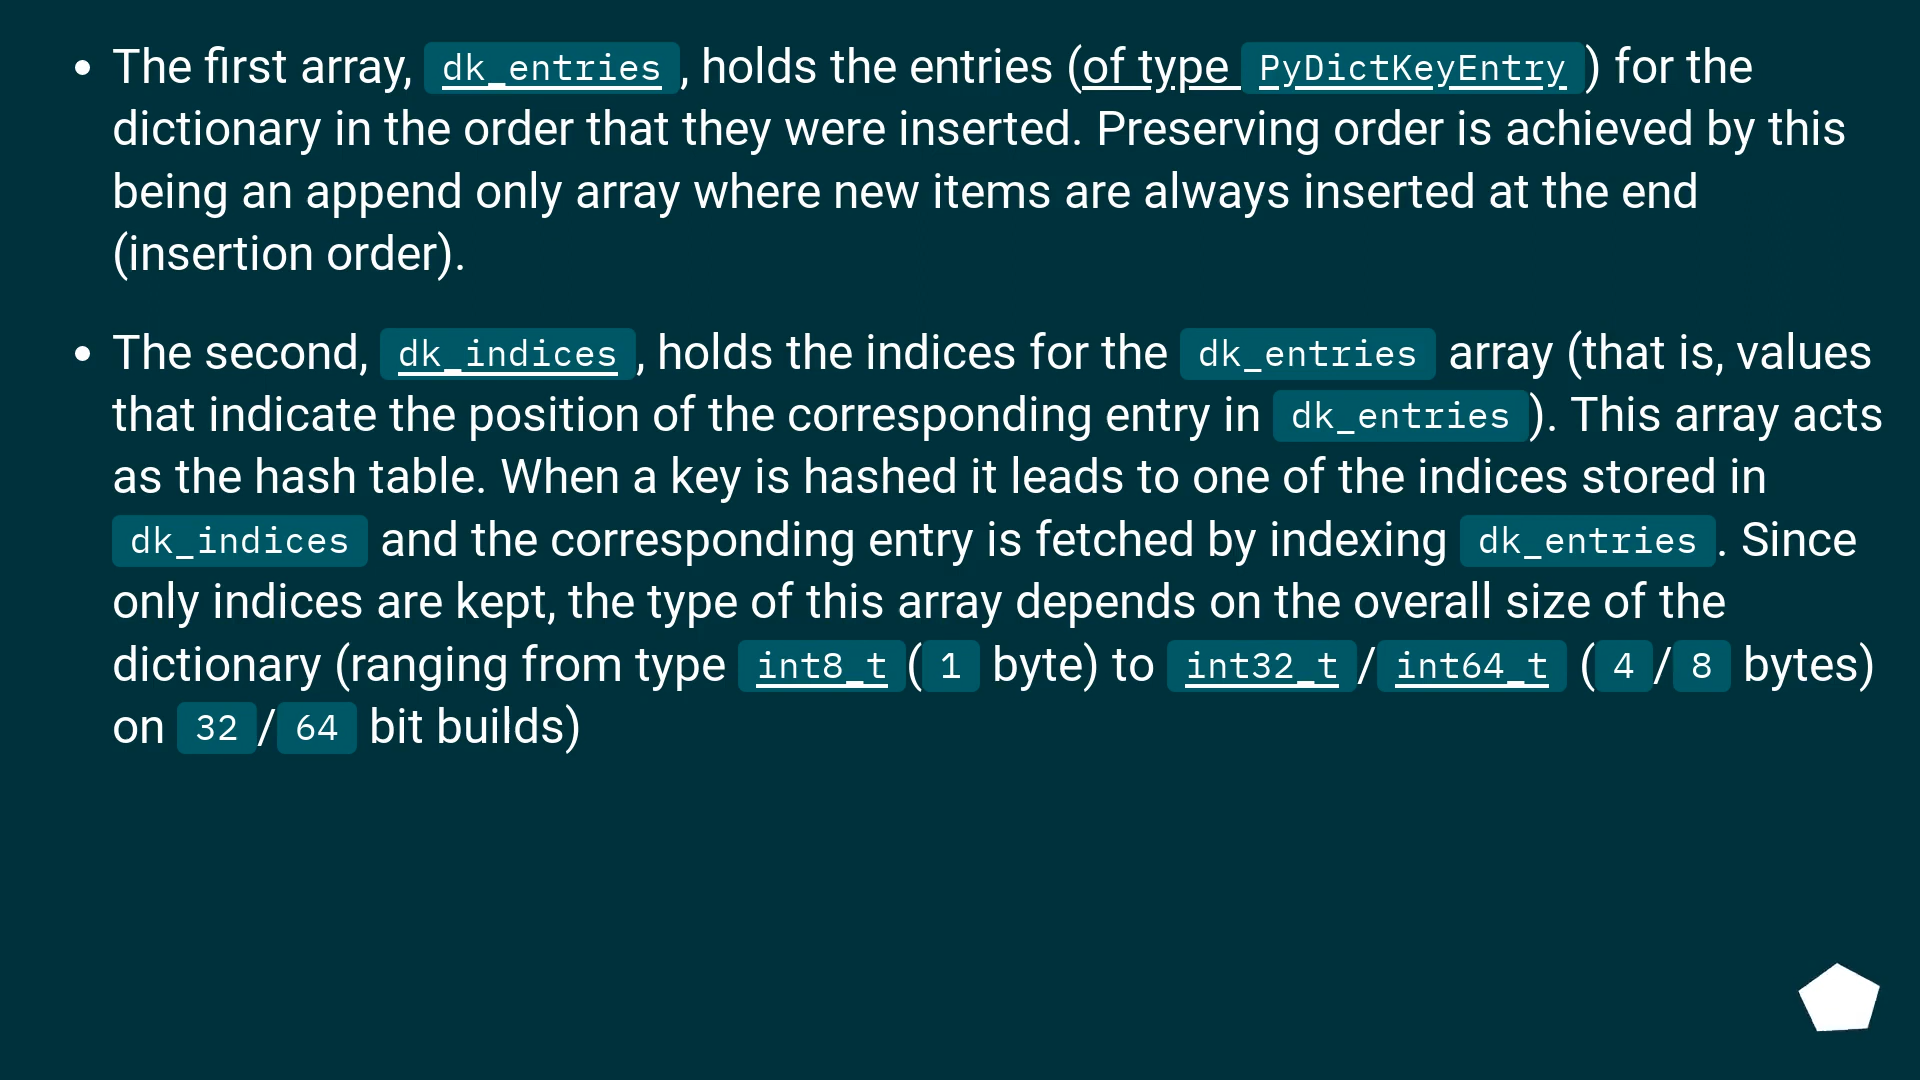 • The first array, dk_entries, holds the entries (of type PyDictKeyEntry) for the
dictionary in the order that they were inserted. Preserving order is achieved by this
being an append only array where new items are always inserted at the end
(insertion order).
• The second, dk_indices, holds the indices for the dk_entries array (that is, values
that indicate the position of the corresponding entry in dk_entries). This array acts
as the hash table. When a key is hashed it leads to one of the indices stored in
dk_indices and the corresponding entry is fetched by indexing dk_entries. Since
only indices are kept, the type of this array depends on the overall size of the
dictionary (ranging from type int8_t(1 byte) to int32_t/int64_t (4/8 bytes)
on 32/64 bit builds)